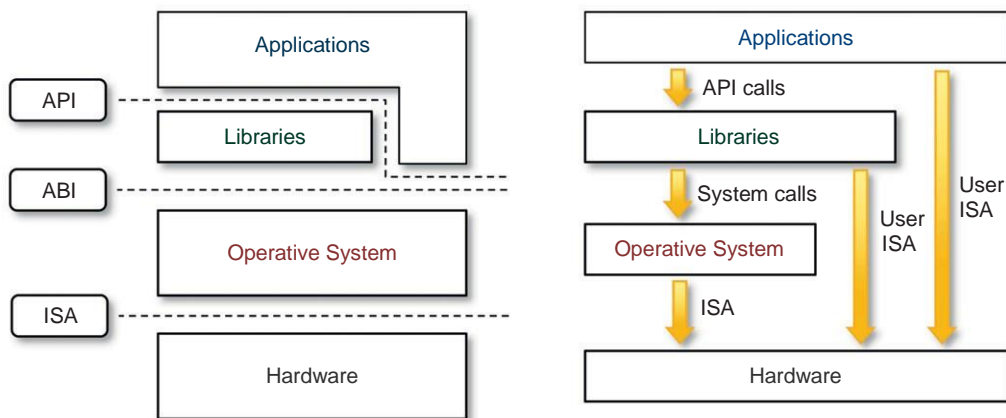 Applications
API
Libraries
ABI
Operative System
ISA
Hardware
Applications
API calls
Libraries
System calls
User
ISA
User
ISA
Operative System
ISA
Hardware